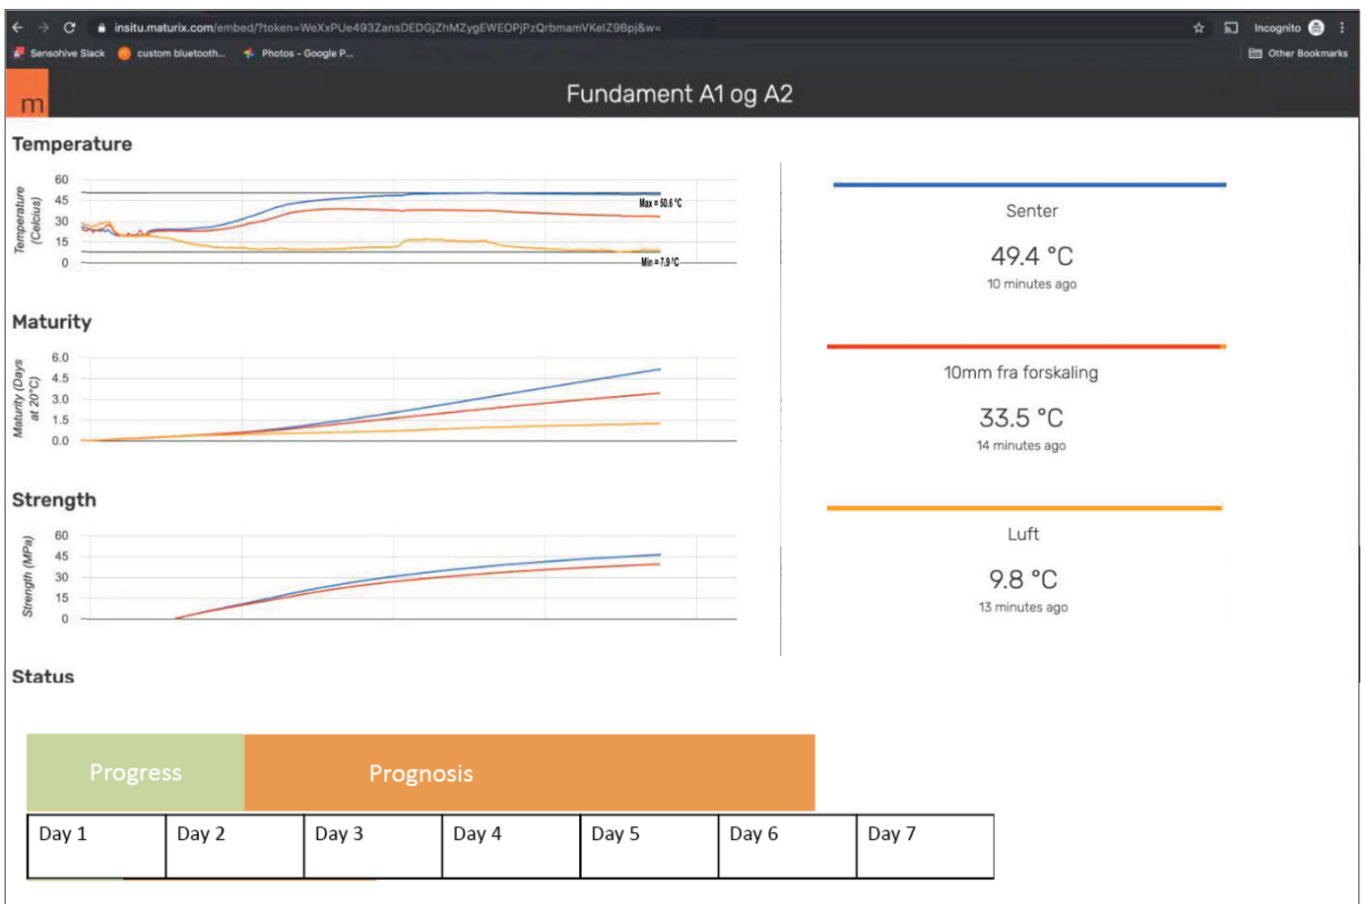 insitu.maturix.com/embed/?token=WeXxPUe493ZansDEDGjZhMZygEWEOPjPzQrbmamVKelZ9Bpj&w=
Incognito
Sensohive Slack custom bluetooth... Photos - Google P...
Other Bookmarks
m
Fundament A1 og A2
Temperature
Temperature
(Celcius)
60
45
30
15
0
Max = 50.6 °C
Min = 7.9 °C
Senter
49.4 °C
10 minutes ago
Maturity
Maturity (Days
at 20°C)
6.0
4.5
3.0
1.5
0.0
10mm fra forskaling
33.5 °C
14 minutes ago
Strength
Strength (MPa)
60
45
30
15
0
Luft
9.8 °C
13 minutes ago
Status
Progress Prognosis
Day 1 Day 2 Day 3 Day 4 Day 5 Day 6 Day 7